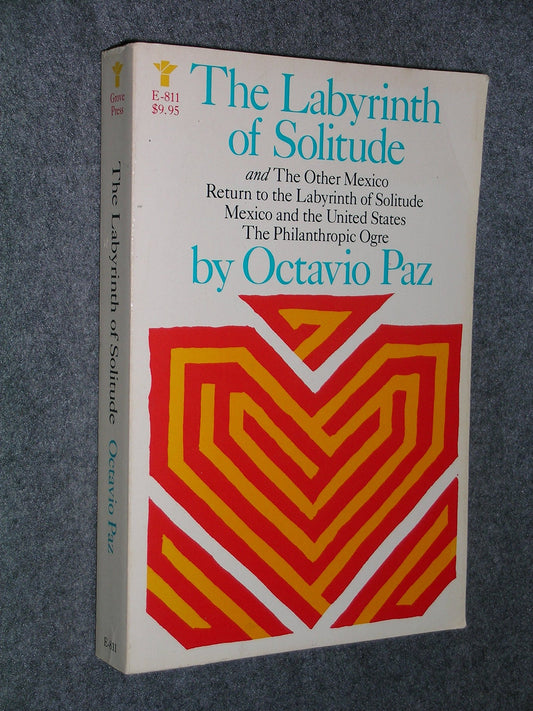 Grove
Press
The Labyrinth of Solitude Octavio Paz
E-811
E-811
$9.95
The Labyrinth
of Solitude
and The Other Mexico
Return to the Labyrinth of Solitude
Mexico and the United States
The Philanthropic Ogre
by Octavio Paz